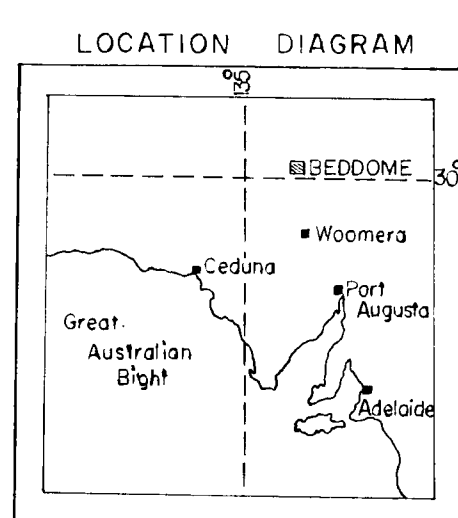 LOCATION DIAGRAM
135°
BEDDOME
30°
Woomera
Ceduna
Port
Augusta
Great
Australian
Bight
Adelaide